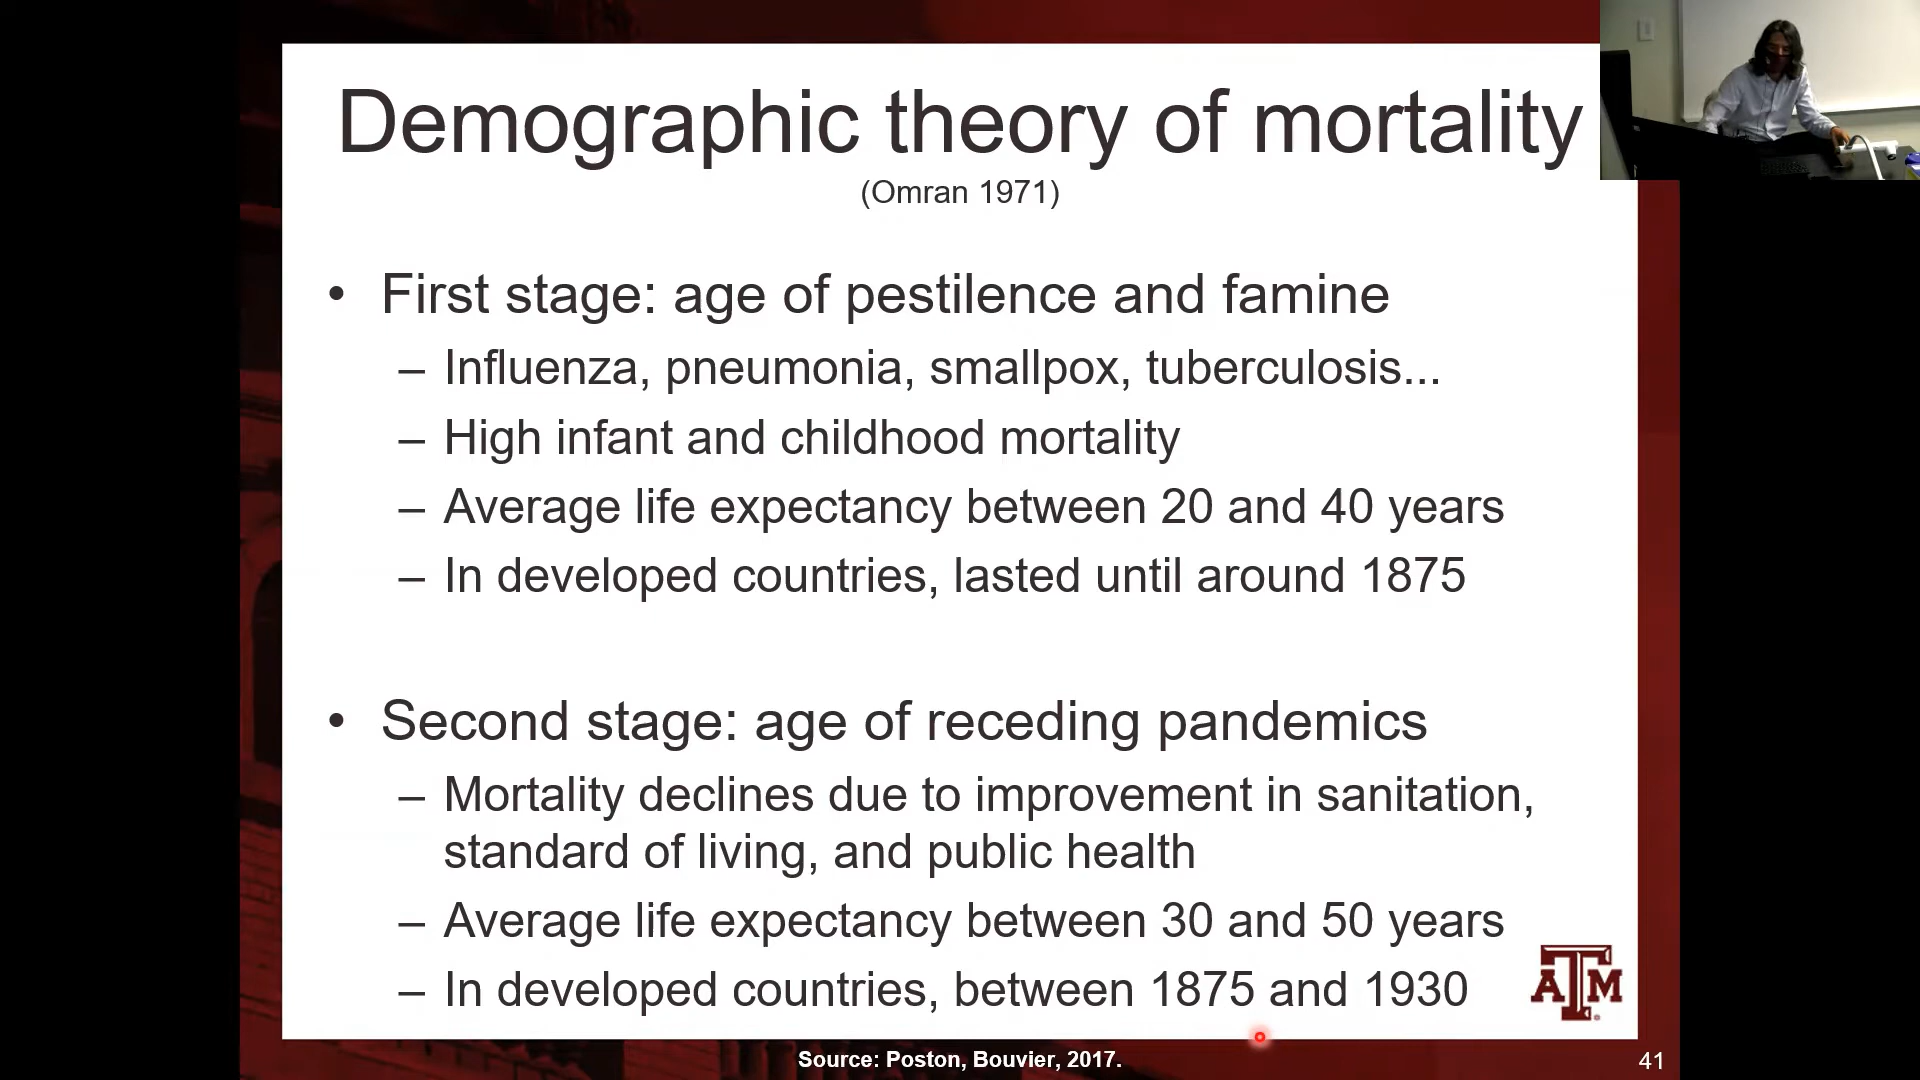 Demographic theory of mortality
(Omran 1971)
• First stage: age of pestilence and famine
– Influenza, pneumonia, smallpox, tuberculosis...
– High infant and childhood mortality
– Average life expectancy between 20 and 40 years
– In developed countries, lasted until around 1875
• Second stage: age of receding pandemics
– Mortality declines due to improvement in sanitation,
standard of living, and public health
– Average life expectancy between 30 and 50 years
– In developed countries, between 1875 and 1930
ATM
Source: Poston, Bouvier, 2017.
41